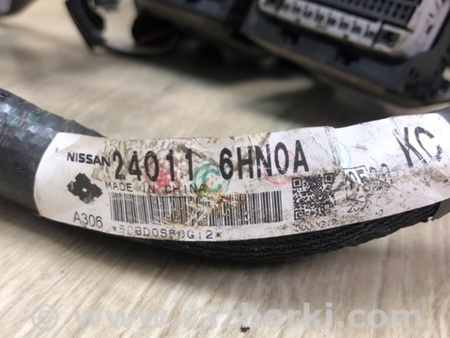 NISSAN 24011 6HN0A KC
MADE IN CHINA
A306
© www.razborki.com